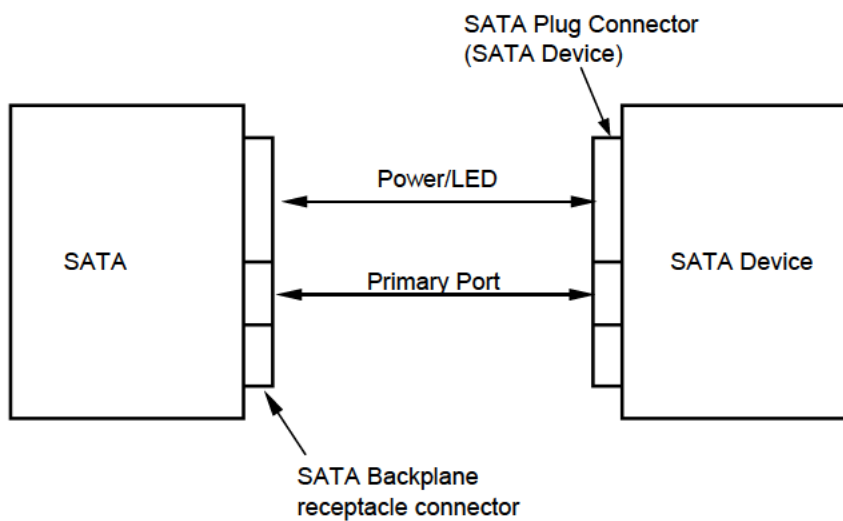 SATA Plug Connector
(SATA Device)
Power/LED
SATA
SATA Device
Primary Port
SATA Backplane
receptacle connector